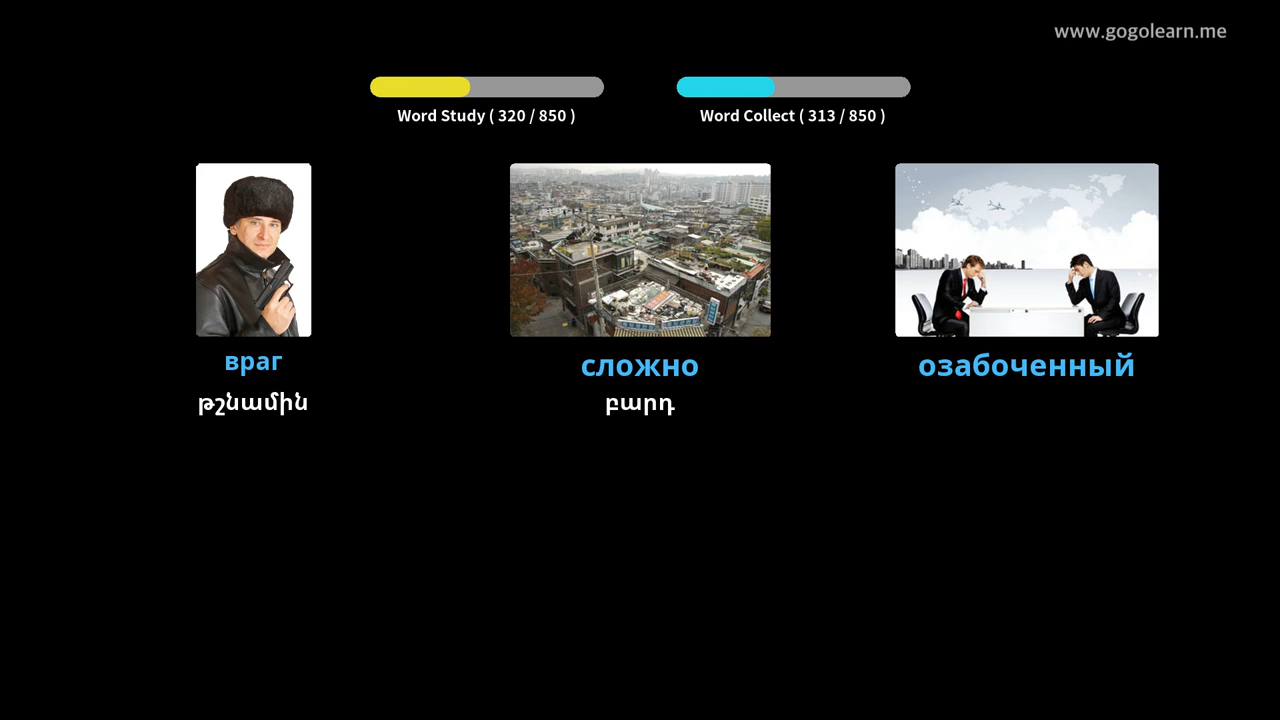 www.gogolearn.me
Word Study ( 320 / 850 )
Word Collect ( 313 / 850 )
враг
сложно
озабоченный
թշնամին
բարդ